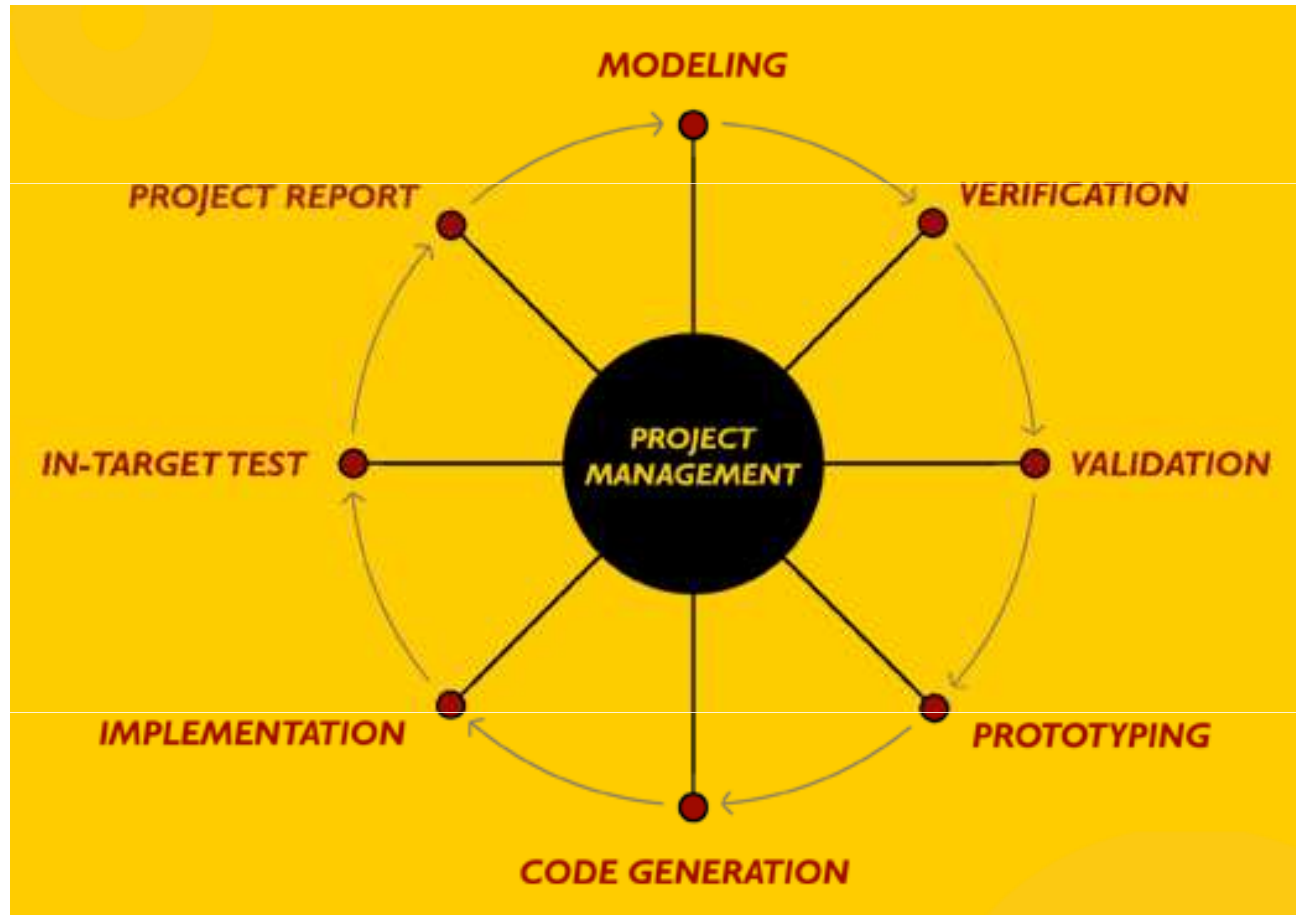 MODELING
VERIFICATION
PROJECT REPORT
PROJECT
MANAGEMENT
IN-TARGET TEST
VALIDATION
IMPLEMENTATION
PROTOTYPING
CODE GENERATION